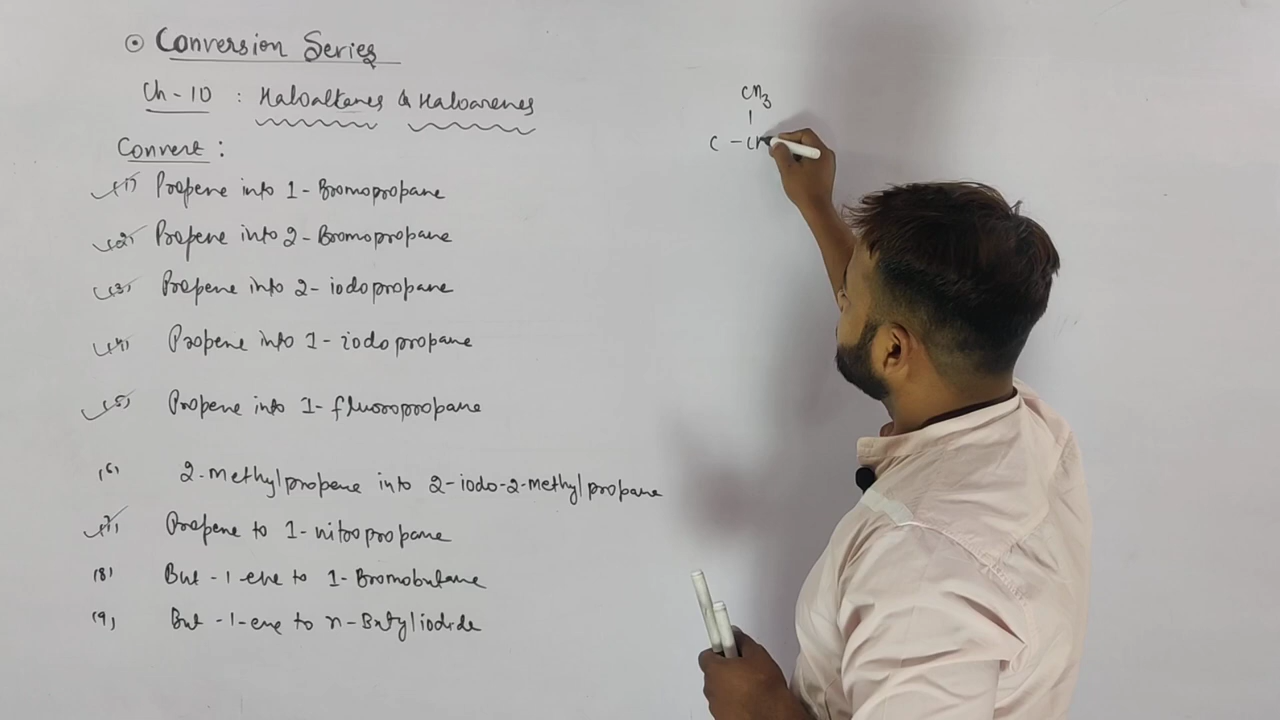 Conversion Series
Ch-10 : Haloalkenes & Haloarenes
Convert :
(1) Propene into 1-Bromopropane
(2) Propene into 2-Bromopropane
(3) Propene into 2-iodopropane
(4) Propene into 1-iodopropane
(5) Propene into 1-fluoropropane
(6) 2-Methylpropene into 2-iodo-2-Methylpropane
(7) Propene to 1-nitropropane
(8) But-1-ene to 1-Bromobutane
(9) But-1-ene to n-Butyliodide
CH3
C - CH